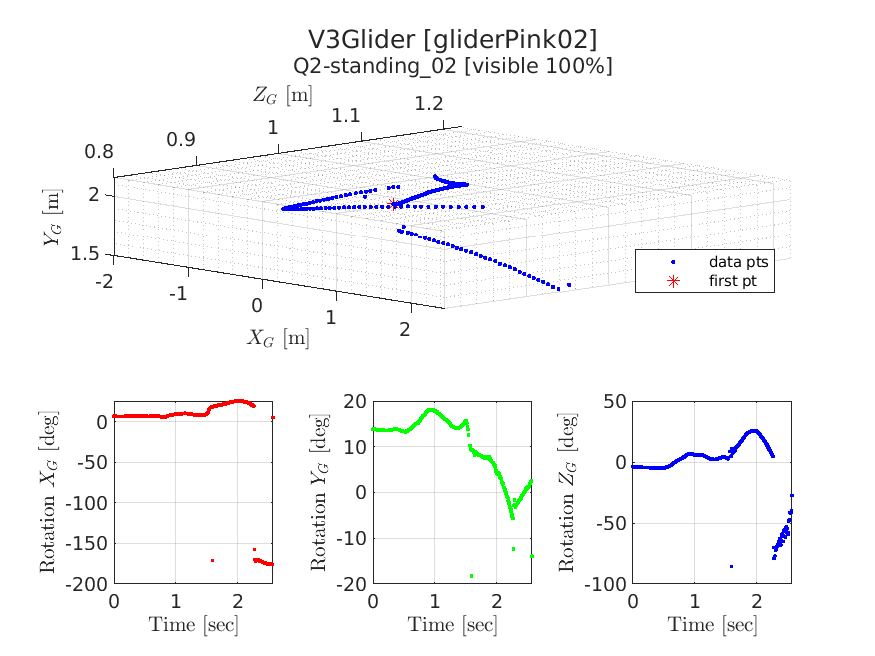 V3Glider [gliderPink02]
Q2-standing_02 [visible 100%]
Z_G [m]
0.8 0.9 1 1.1 1.2
Y_G [m]
2
1.5
-2 -1 0 1 2
X_G [m]
data pts
first pt
Rotation X_G [deg]
0
-50
-100
-150
-200
0 1 2
Time [sec]
Rotation Y_G [deg]
20
10
0
-10
-20
0 1 2
Time [sec]
Rotation Z_G [deg]
50
0
-50
-100
0 1 2
Time [sec]